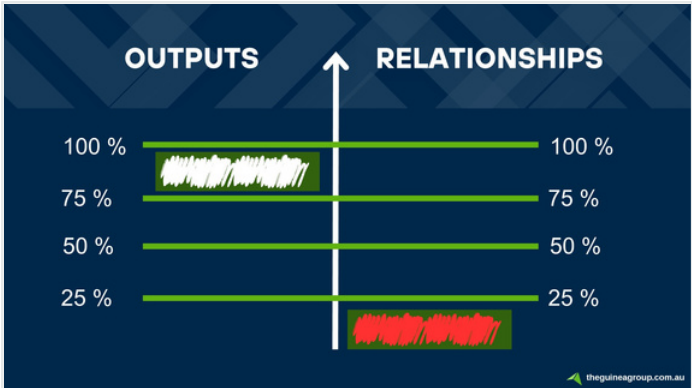 OUTPUTS RELATIONSHIPS
100 % 100 %
75 % 75 %
50 % 50 %
25 % 25 %
theguineagroup.com.au